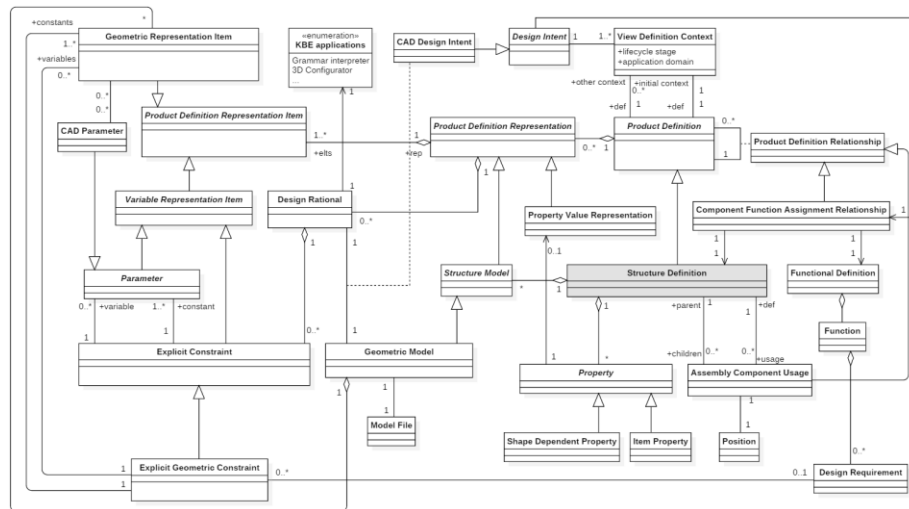 +constants
*
Geometric Representation Item
1..*
+variables
0..*
0..*
0..*
CAD Parameter
«enumeration»
KBE applications
Grammar interpreter
3D Configurator
...
CAD Design Intent
Design Intent
1
1..*
View Definition Context
+lifecycle stage
+application domain
+other context
+initial context
0..*
1
+def
+def
1
1
Product Definition Representation Item
1..*
+elts
1
1
+rep
Product Definition Representation
1
0..*
1
Product Definition
0..*
1
Product Definition Relationship
Variable Representation Item
Design Rational
1
0..*
1
1
Property Value Representation
0..1
Component Function Assignment Relationship
1
1
1
Parameter
0..*
+variable
1..*
+constant
1
1
Structure Model
*
1
Structure Definition
1
+parent
1
1
+def
Functional Definition
Function
Explicit Constraint
0..*
1
Geometric Model
1
1
1
Model File
1
*
Property
+children
0..*
0..*
+usage
Assembly Component Usage
1
1
Position
Shape Dependent Property
Item Property
Explicit Geometric Constraint
1
1
0..*
0..1
0..*
Design Requirement